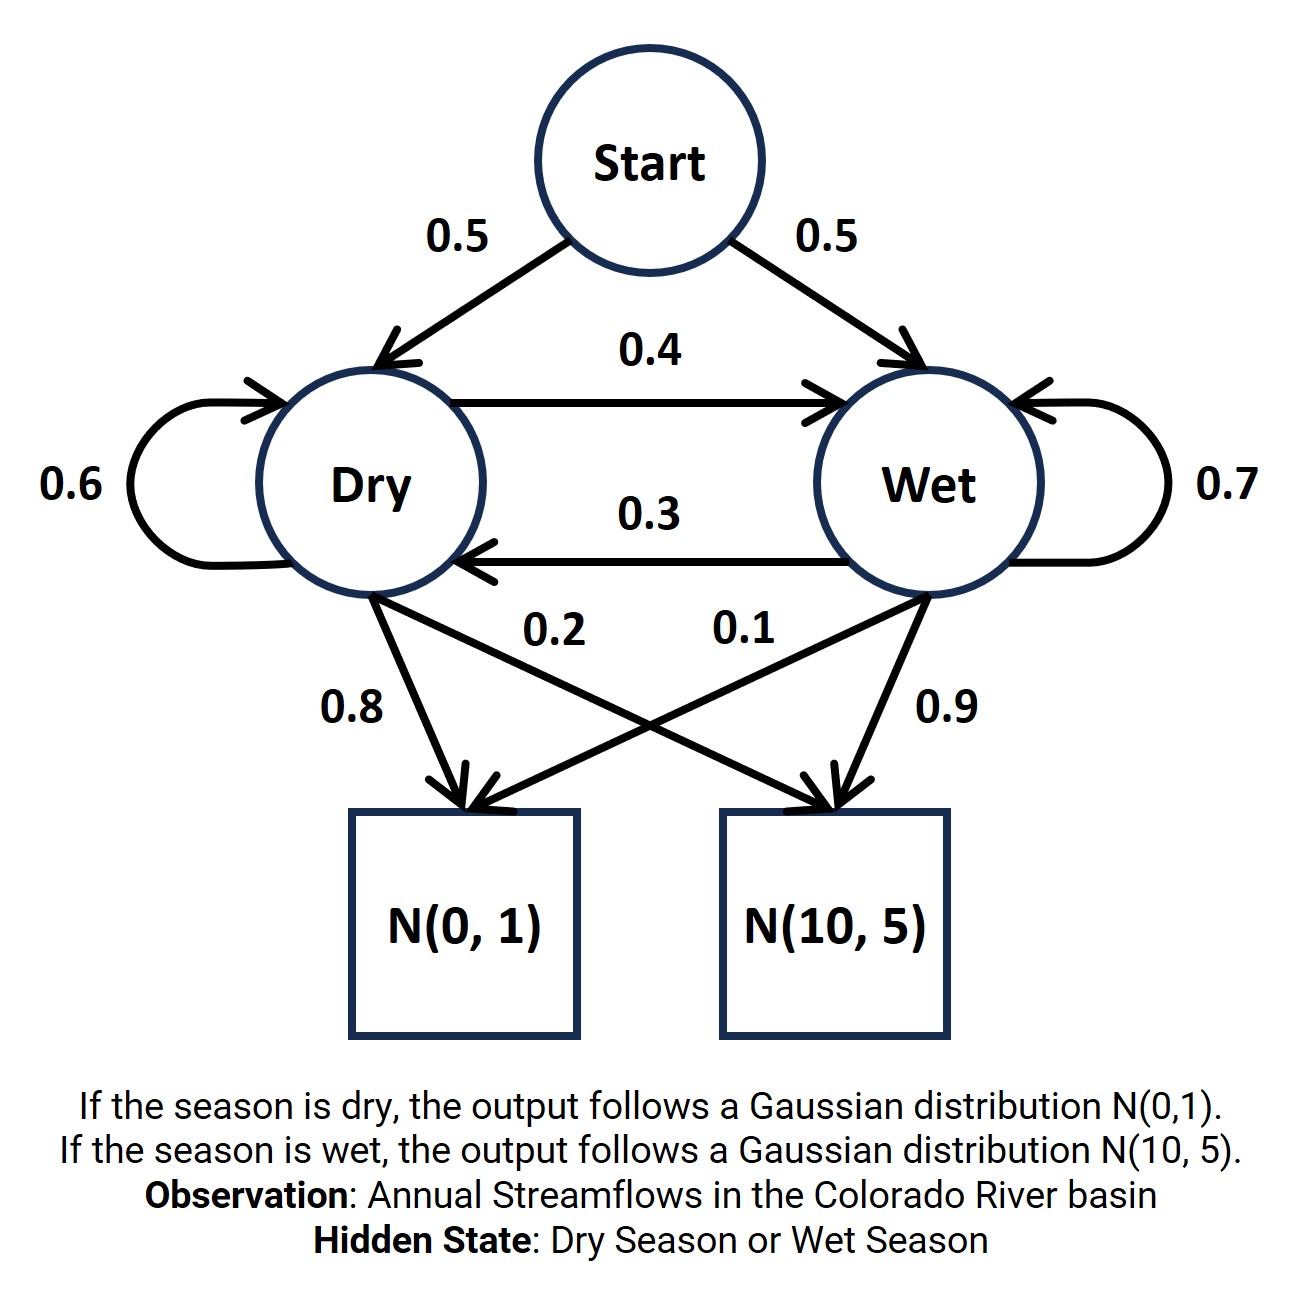 Start
0.5
0.5
0.4
0.6
Dry
Wet
0.7
0.3
0.2
0.1
0.8
0.9
N(0, 1)
N(10, 5)
If the season is dry, the output follows a Gaussian distribution N(0,1).
If the season is wet, the output follows a Gaussian distribution N(10, 5).
Observation: Annual Streamflows in the Colorado River basin
Hidden State: Dry Season or Wet Season